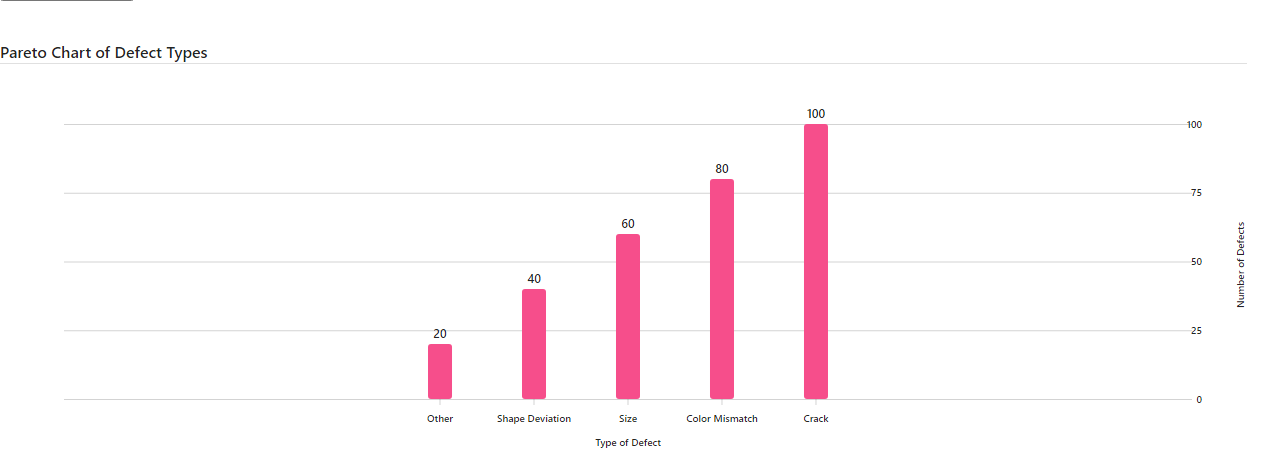 Pareto Chart of Defect Types
100
80
60
40
20
100
75
50
25
0
Number of Defects
Other Shape Deviation Size Color Mismatch Crack
Type of Defect